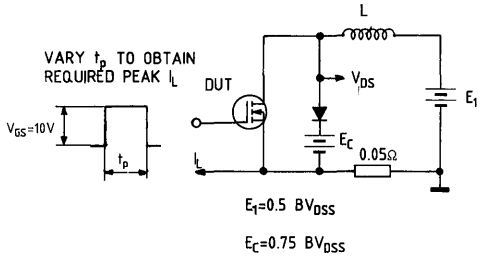 L
VARY tp TO OBTAIN
REQUIRED PEAK IL
DUT
VDS
E1
VGS=10V
EC
0.05Ω
tp
IL
E1=0.5 BVDSS
EC=0.75 BVDSS